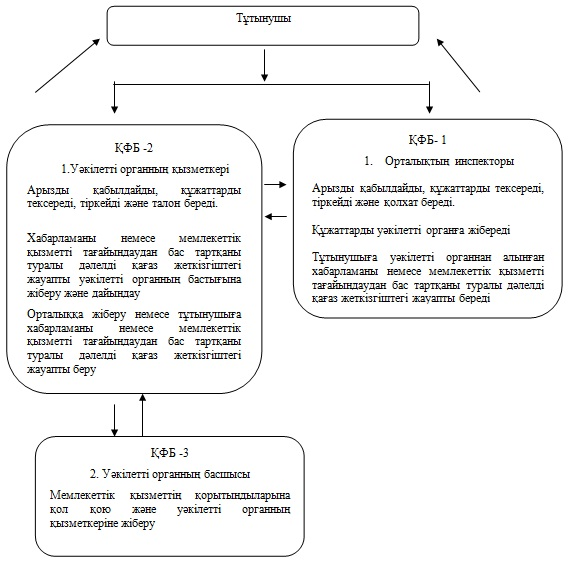 Тұтынушы
ҚФБ -2
1.Уәкілетті органның қызметкері
Арызды қабылдайды, құжаттарды
тексереді, тіркейді және талон береді.
Хабарламаны немесе мемлекеттік
қызметті тағайындаудан бас тартқаны
туралы дәлелді қағаз жеткізгіштегі
жауапты уәкілетті органның бастығына
жіберу және дайындау
Орталыққа жіберу немесе тұтынушыға
хабарламаны немесе мемлекеттік
қызметті тағайындаудан бас тартқаны
туралы дәлелді қағаз жеткізгіштегі
жауапты беру
ҚФБ- 1
1. Орталықтың инспекторы
Арызды қабылдайды, құжаттарды тексереді,
тіркейді және қолхат береді.
Құжаттарды уәкілетті органға жібереді
Тұтынушыға уәкілетті органнан алынған
хабарламаны немесе мемлекеттік қызметті
тағайындаудан бас тартқаны туралы дәлелді
қағаз жеткізгіштегі жауапты береді
ҚФБ -3
2. Уәкілетті органның басшысы
Мемлекеттік қызметтің қорытындыларына
қол қою және уәкілетті органның
қызметкеріне жіберу